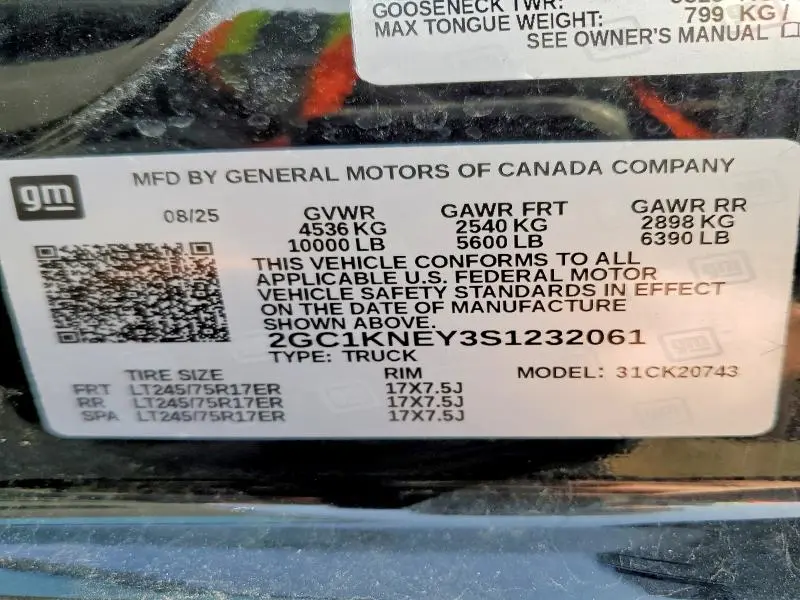 GOOSENECK TWR:
MAX TONGUE WEIGHT: 799 KG /
SEE OWNER'S MANUAL
gm
MFD BY GENERAL MOTORS OF CANADA COMPANY
08/25 GVWR GAWR FRT GAWR RR
4536 KG 2540 KG 2898 KG
10000 LB 5600 LB 6390 LB
THIS VEHICLE CONFORMS TO ALL
APPLICABLE U.S. FEDERAL MOTOR
VEHICLE SAFETY STANDARDS IN EFFECT
ON THE DATE OF MANUFACTURE
SHOWN ABOVE.
2GC1KNEY3S1232061
TYPE: TRUCK
TIRE SIZE RIM MODEL: 31CK20743
FRT LT245/75R17ER 17X7.5J
RR LT245/75R17ER 17X7.5J
SPA LT245/75R17ER 17X7.5J